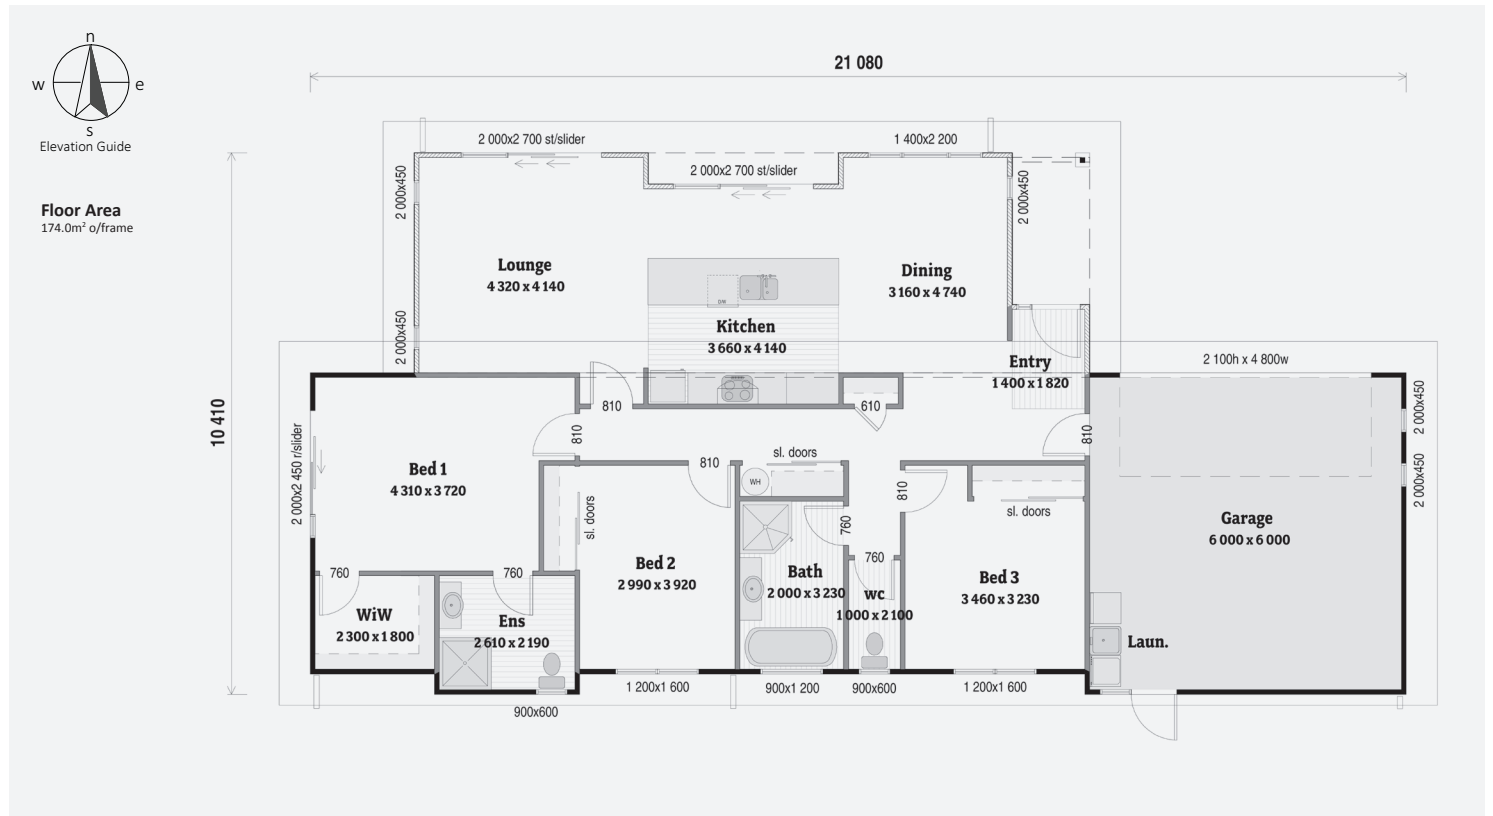 n
w e
s
Elevation Guide
Floor Area
174.0m² o/frame
21 080
10 410
2 000x2 700 st/slider
1 400x2 200
2 000x2 700 st/slider
2 000x450
2 000x450
Lounge
4 320 x 4 140
Dining
3 160 x 4 740
D/W
Kitchen
3 660 x 4 140
2 000x450
Entry
1 400 x 1 820
2 100h x 4 800w
810
610
810
810
2 000x450
2 000x450
2 000x2 450 r/slider
Bed 1
4 310 x 3 720
810
sl. doors
WH
810
sl. doors
sl. doors
760
Garage
6 000 x 6 000
760
760
760
Bed 2
2 990 x 3 920
Bath
2 000 x 3 230
wc
1 000 x 2 100
Bed 3
3 460 x 3 230
WiW
2 300 x 1 800
Ens
2 610 x 2 190
Laun.
1 200x1 600
900x1 200
900x600
1 200x1 600
900x600